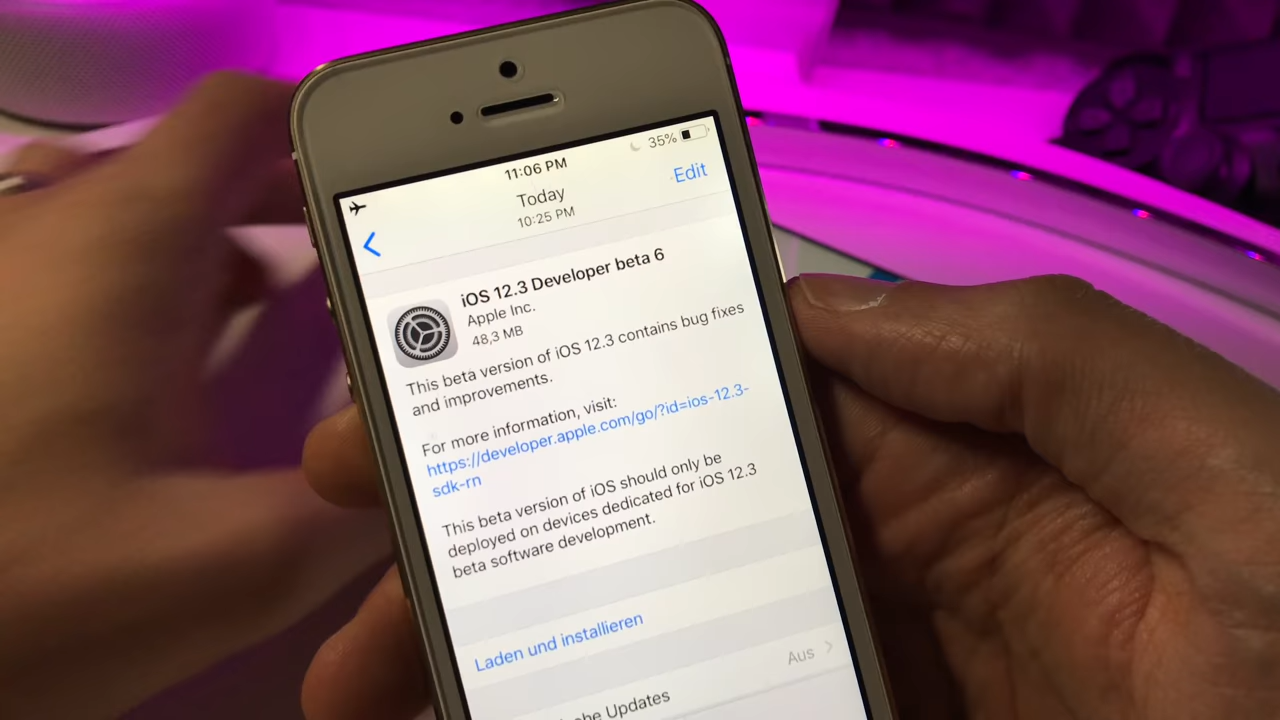 11:06 PM
35%
Today
10:25 PM
Edit
iOS 12.3 Developer beta 6
Apple Inc.
48,3 MB
This beta version of iOS 12.3 contains bug fixes
and improvements.
For more information, visit:
https://developer.apple.com/go/?id=ios-12.3-
sdk-rn
This beta version of iOS should only be
deployed on devices dedicated for iOS 12.3
beta software development.
Laden und installieren
Updates
Aus